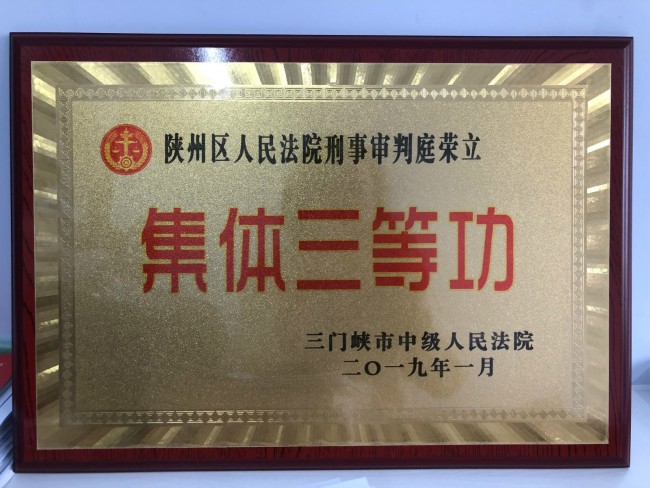 陕州区人民法院刑事审判庭荣立
集体三等功
三门峡市中级人民法院
二〇一九年一月